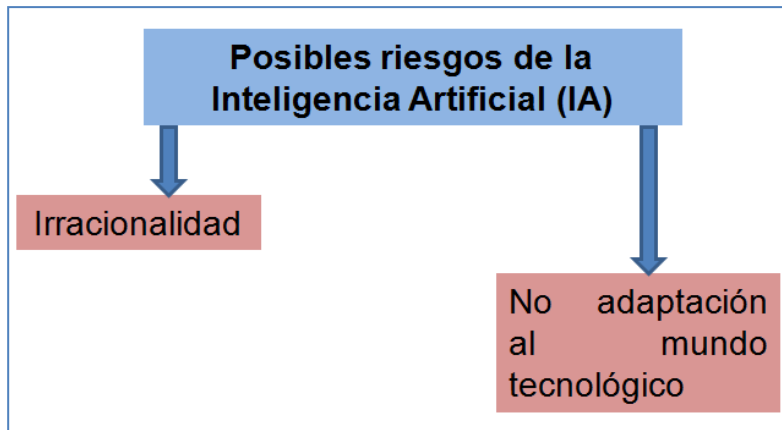 Posibles riesgos de la
Inteligencia Artificial (IA)
Irracionalidad
No adaptación
al mundo
tecnológico